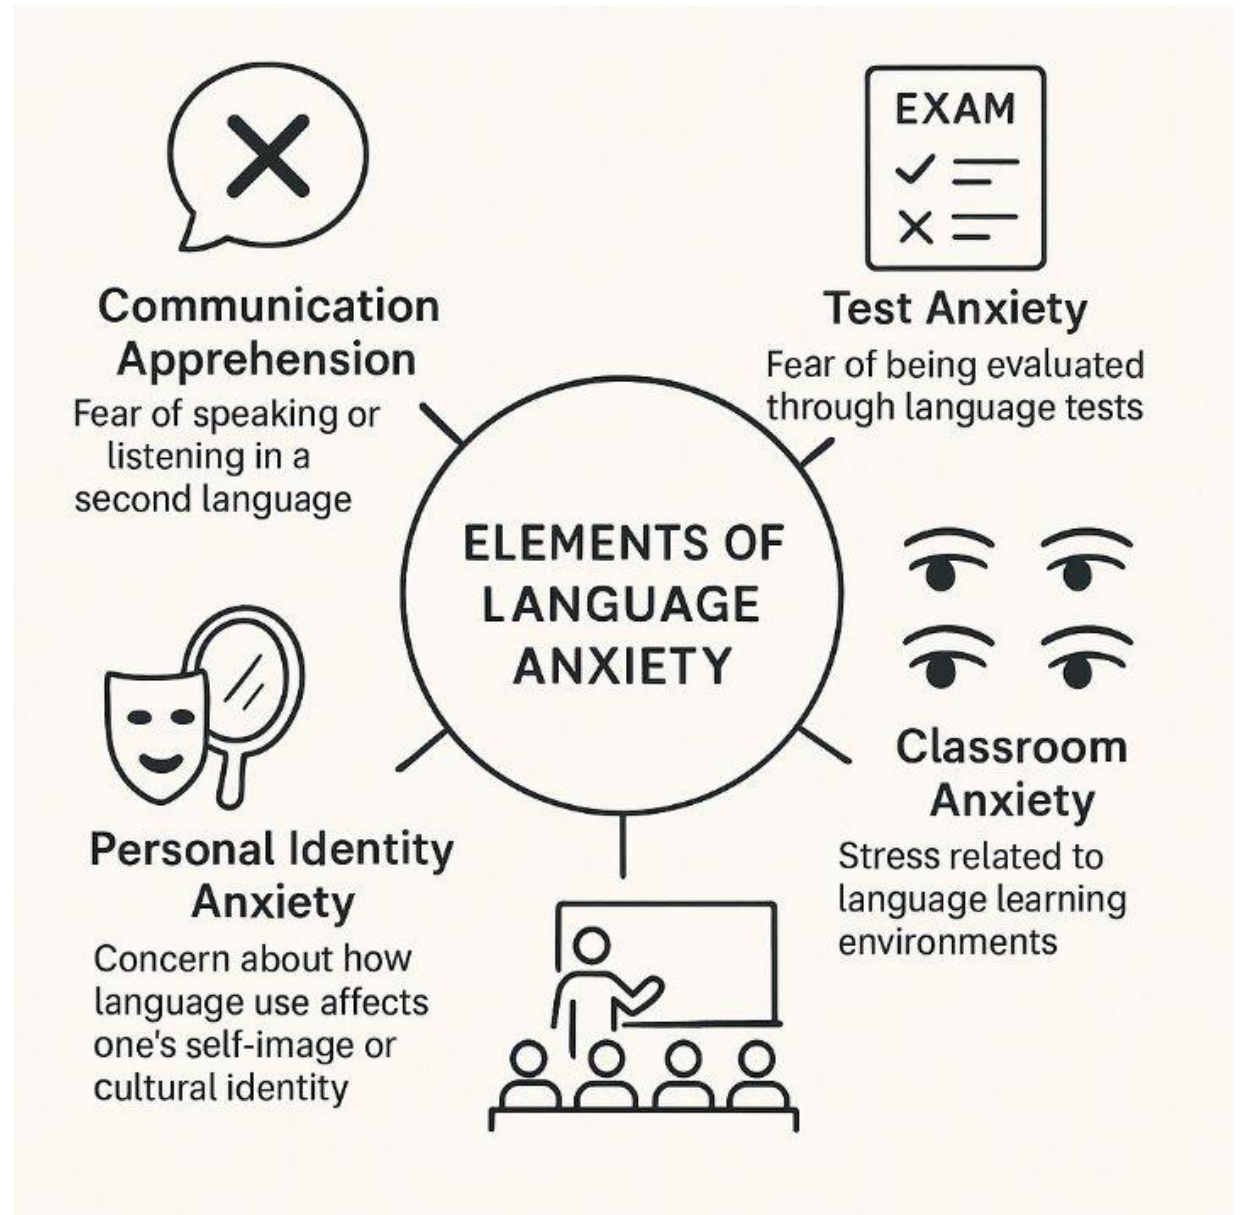 Communication
Apprehension
Fear of speaking or
listening in a
second language
EXAM
Test Anxiety
Fear of being evaluated
through language tests
ELEMENTS OF
LANGUAGE
ANXIETY
Classroom
Anxiety
Stress related to
language learning
environments
Personal Identity
Anxiety
Concern about how
language use affects
one's self-image or
cultural identity